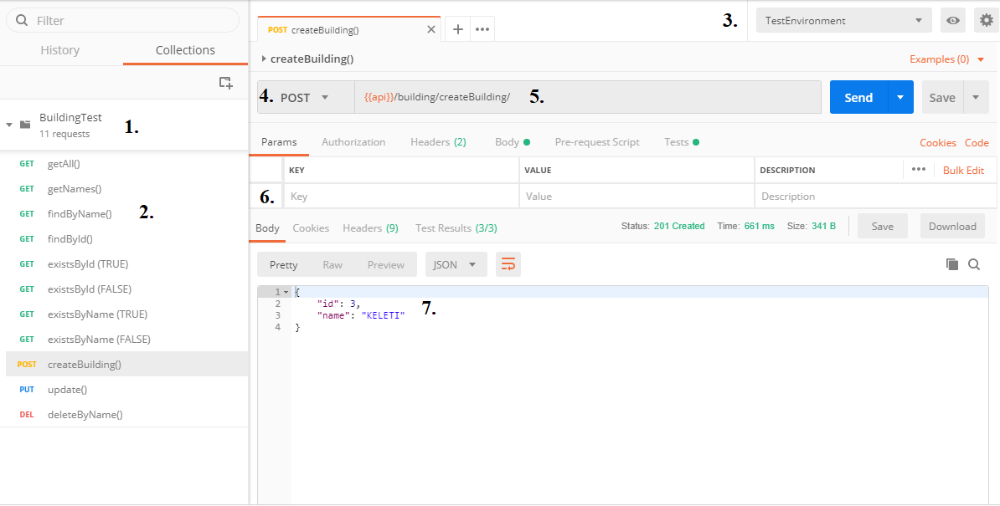 Filter
History Collections
BuildingTest
11 requests
1.
GET getAll()
GET getNames()
GET findByName()
2.
GET findById()
GET existsById (TRUE)
GET existsById (FALSE)
GET existsByName (TRUE)
GET existsByName (FALSE)
POST createBuilding()
PUT update()
DEL deleteByName()
POST createBuilding()
3. TestEnvironment
createBuilding() Examples (0)
4. POST {{api}}/building/createBuilding/ 5. Send Save
Params Authorization Headers (2) Body Pre-request Script Tests Cookies Code
KEY VALUE DESCRIPTION Bulk Edit
6. Key Value Description
Body Cookies Headers (9) Test Results (3/3) Status: 201 Created Time: 661 ms Size: 341 B Save Download
Pretty Raw Preview JSON
1 {
2 "id": 3,
3 "name": "KELETI"
4 }
7.